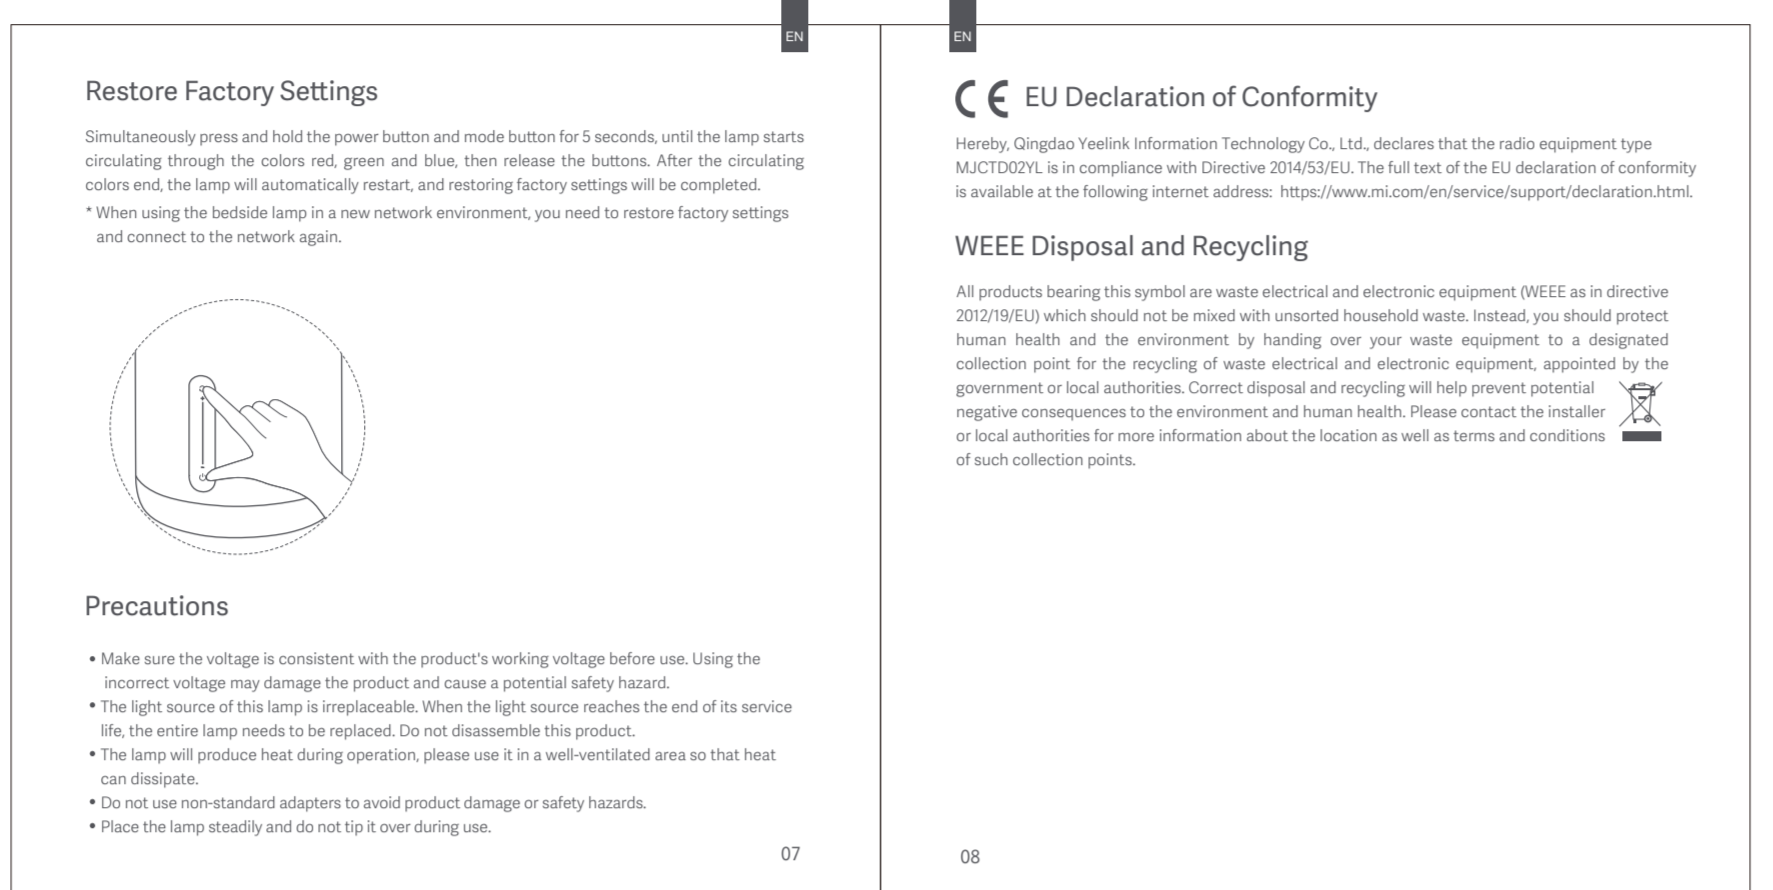 EN
Restore Factory Settings
Simultaneously press and hold the power button and mode button for 5 seconds, until the lamp starts
circulating through the colors red, green and blue, then release the buttons. After the circulating
colors end, the lamp will automatically restart, and restoring factory settings will be completed.
* When using the bedside lamp in a new network environment, you need to restore factory settings
and connect to the network again.
Precautions
• Make sure the voltage is consistent with the product's working voltage before use. Using the
incorrect voltage may damage the product and cause a potential safety hazard.
• The light source of this lamp is irreplaceable. When the light source reaches the end of its service
life, the entire lamp needs to be replaced. Do not disassemble this product.
• The lamp will produce heat during operation, please use it in a well-ventilated area so that heat
can dissipate.
• Do not use non-standard adapters to avoid product damage or safety hazards.
• Place the lamp steadily and do not tip it over during use.
07
EN
CE EU Declaration of Conformity
Hereby, Qingdao Yeelink Information Technology Co., Ltd., declares that the radio equipment type
MJCTD02YL is in compliance with Directive 2014/53/EU. The full text of the EU declaration of conformity
is available at the following internet address: https://www.mi.com/en/service/support/declaration.html.
WEEE Disposal and Recycling
All products bearing this symbol are waste electrical and electronic equipment (WEEE as in directive
2012/19/EU) which should not be mixed with unsorted household waste. Instead, you should protect
human health and the environment by handing over your waste equipment to a designated
collection point for the recycling of waste electrical and electronic equipment, appointed by the
government or local authorities. Correct disposal and recycling will help prevent potential
negative consequences to the environment and human health. Please contact the installer
or local authorities for more information about the location as well as terms and conditions
of such collection points.
08